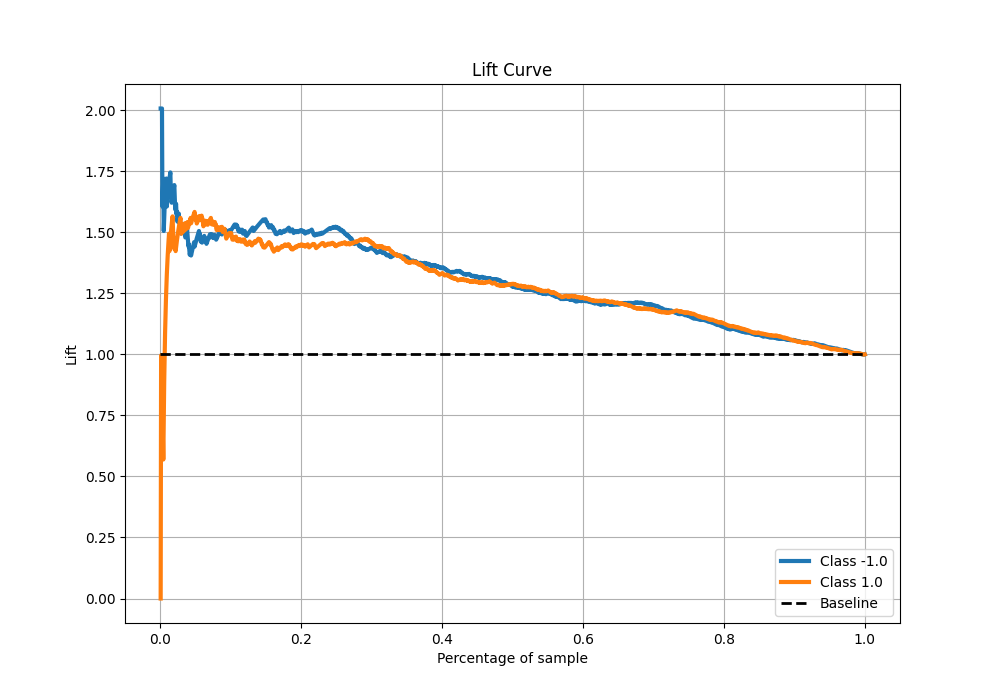 Lift Curve
2.00
1.75
1.50
1.25
1.00
0.75
0.50
0.25
0.00
Lift
0.0 0.2 0.4 0.6 0.8 1.0
Percentage of sample
Class -1.0
Class 1.0
Baseline